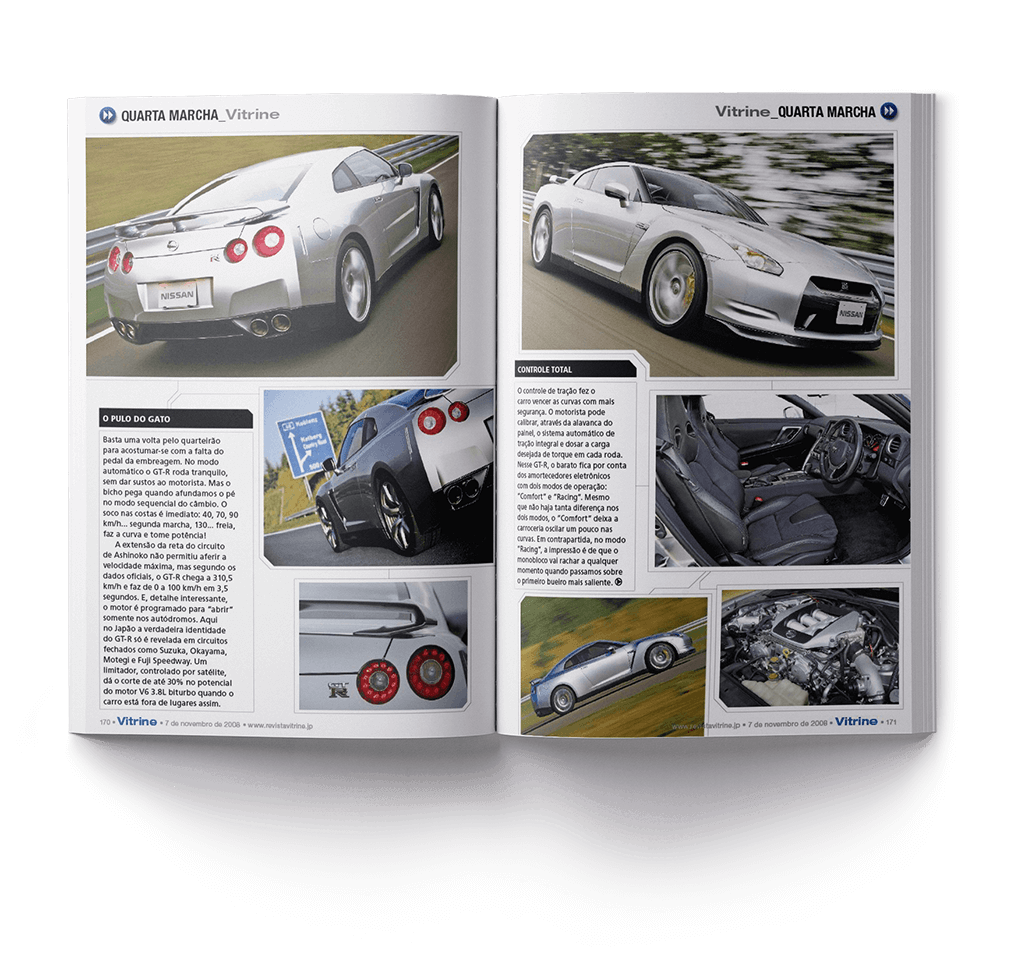 QUARTA MARCHA_Vitrine
NISSAN
O PULO DO GATO
Basta uma volta pelo quarteirão
para acostumar-se com a falta do
pedal da embreagem. No modo
automático o GT-R roda tranquilo,
sem dar sustos ao motorista. Mas o
bicho pega quando afundamos o pé
no modo sequencial do câmbio. O
soco nas costas é imediato: 40, 70, 90
km/h... segunda marcha, 130... freia,
faz a curva e tome potência!
A extensão da reta do circuito
de Ashinoko não permitiu aferir a
velocidade máxima, mas segundo os
dados oficiais, o GT-R chega a 310,5
km/h e faz de 0 a 100 km/h em 3,5
segundos. E, detalhe interessante,
o motor é programado para "abrir"
somente nos autódromos. Aqui
no Japão a verdadeira identidade
do GT-R só é revelada em circuitos
fechados como Suzuka, Okayama,
Motegi e Fuji Speedway. Um
limitador, controlado por satélite,
dá o corte de até 30% no potencial
do motor V6 3.8L biturbo quando o
carro está fora de lugares assim.
GT-R
170 • Vitrine • 7 de novembro de 2008 • www.revistavitrine.jp
Vitrine_QUARTA MARCHA
NISSAN
CONTROLE TOTAL
O controle de tração fez o
carro vencer as curvas com mais
segurança. O motorista pode
calibrar, através da alavanca do
painel, o sistema automático de
tração integral e dosar a carga
desejada de torque em cada roda.
Nesse GT-R, o barato fica por conta
dos amortecedores eletrônicos
com dois modos de operação:
"Comfort" e "Racing". Mesmo
que não haja tanta diferença nos
dois modos, o "Comfort" deixa a
carroceria oscilar um pouco nas
curvas. Em contrapartida, no modo
"Racing", a impressão é de que o
monobloco vai rachar a qualquer
momento quando passamos sobre
o primeiro bueiro mais saliente.
www.revistavitrine.jp • 7 de novembro de 2008 • Vitrine • 171